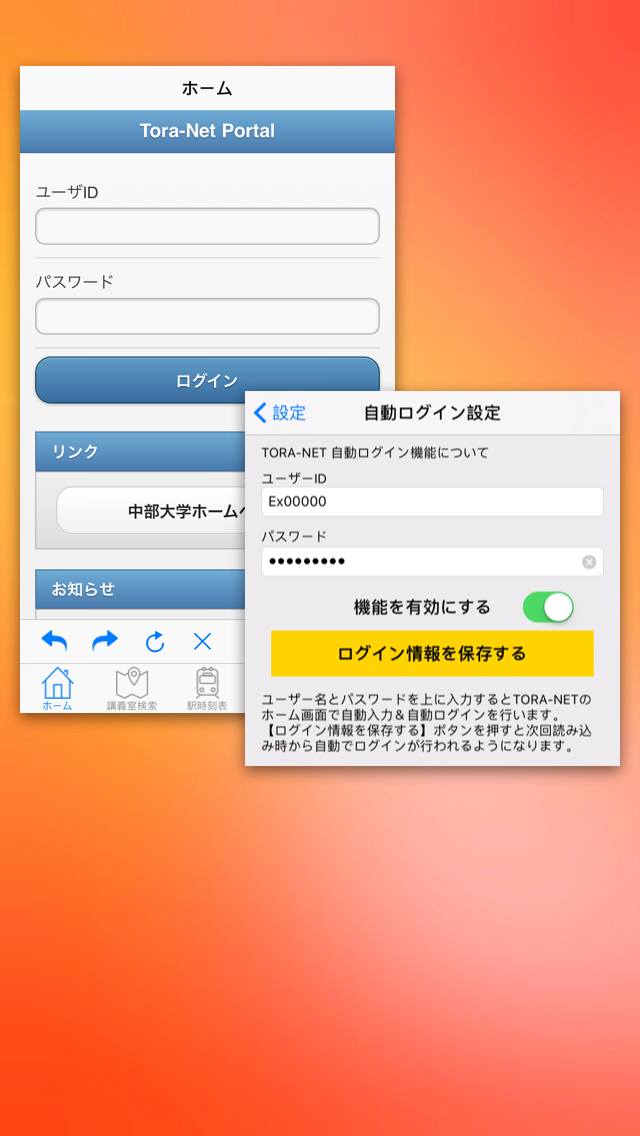 ホーム
Tora-Net Portal
ユーザID
パスワード
ログイン
リンク
中部大学ホーム
お知らせ
ホーム
講義室検索
駅時刻表
設定
自動ログイン設定
TORA-NET 自動ログイン機能について
ユーザーID
Ex00000
パスワード
●●●●●●●●●
機能を有効にする
ログイン情報を保存する
ユーザー名とパスワードを上に入力するとTORA-NETの
ホーム画面で自動入力＆自動ログインを行います。
【ログイン情報を保存する】ボタンを押すと次回読み込
み時から自動でログインが行われるようになります。